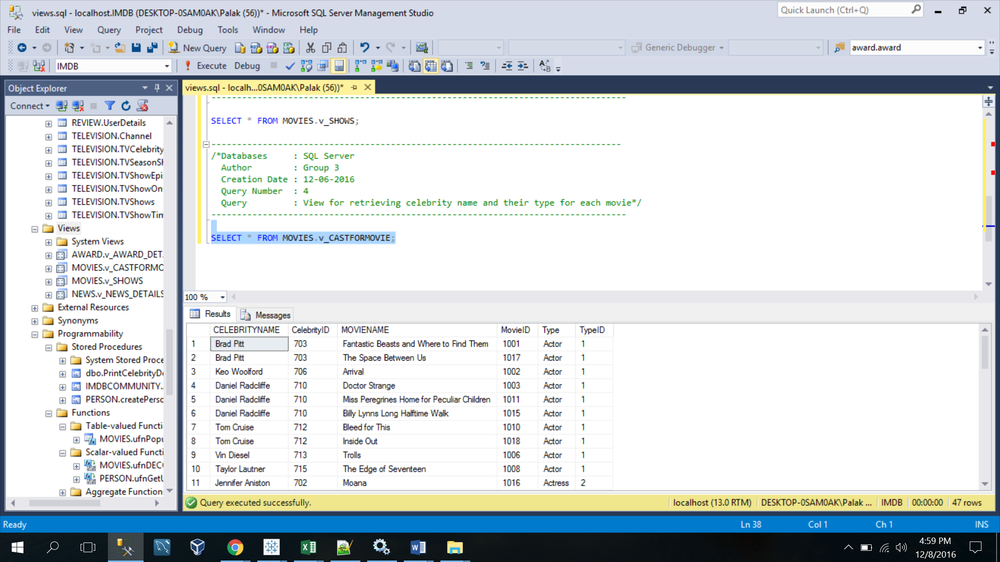 views.sql - localhost.IMDB (DESKTOP-0SAM0AK\Palak (56))* - Microsoft SQL Server Management Studio
Quick Launch (Ctrl+Q)
File Edit View Query Project Debug Tools Window Help
New Query
Generic Debugger
award.award
IMDB
Execute Debug
Object Explorer
Connect
REVIEW.UserDetails
TELEVISION.Channel
TELEVISION.TVCelebrity
TELEVISION.TVSeasonSh
TELEVISION.TVShowEpi
TELEVISION.TVShowOn
TELEVISION.TVShows
TELEVISION.TVShowTim
Views
System Views
AWARD.v_AWARD_DET
MOVIES.v_CASTFORMO
MOVIES.v_SHOWS
NEWS.v_NEWS_DETAILS
External Resources
Synonyms
Programmability
Stored Procedures
System Stored Proce
dbo.PrintCelebrityD
IMDBCOMMUNITY.
PERSON.createPerso
Functions
Table-valued Functi
MOVIES.ufnPopu
Scalar-valued Functi
MOVIES.ufnDEC
PERSON.ufnGetU
Aggregate Function
views.sql - localh...0SAM0AK\Palak (56))*
--------------------------------------------------------------------------------
SELECT * FROM MOVIES.v_SHOWS;
--------------------------------------------------------------------------------
/*Databases : SQL Server
Author : Group 3
Creation Date : 12-06-2016
Query Number : 4
Query : View for retrieving celebrity name and their type for each movie*/
--------------------------------------------------------------------------------
SELECT * FROM MOVIES.v_CASTFORMOVIE;
100 %
Results Messages
CELEBRITYNAME CelebrityID MOVIENAME MovieID Type TypeID
1 Brad Pitt 703 Fantastic Beasts and Where to Find Them 1001 Actor 1
2 Brad Pitt 703 The Space Between Us 1017 Actor 1
3 Keo Woolford 706 Arrival 1002 Actor 1
4 Daniel Radcliffe 710 Doctor Strange 1003 Actor 1
5 Daniel Radcliffe 710 Miss Peregrines Home for Peculiar Children 1011 Actor 1
6 Daniel Radcliffe 710 Billy Lynns Long Halftime Walk 1015 Actor 1
7 Tom Cruise 712 Bleed for This 1010 Actor 1
8 Tom Cruise 712 Inside Out 1018 Actor 1
9 Vin Diesel 713 Trolls 1006 Actor 1
10 Taylor Lautner 715 The Edge of Seventeen 1008 Actor 1
11 Jennifer Aniston 702 Moana 1016 Actress 2
Query executed successfully.
localhost (13.0 RTM) DESKTOP-0SAM0AK\Palak ... IMDB 00:00:00 47 rows
Ready
Ln 38 Col 1 Ch 1 INS
4:59 PM
12/8/2016